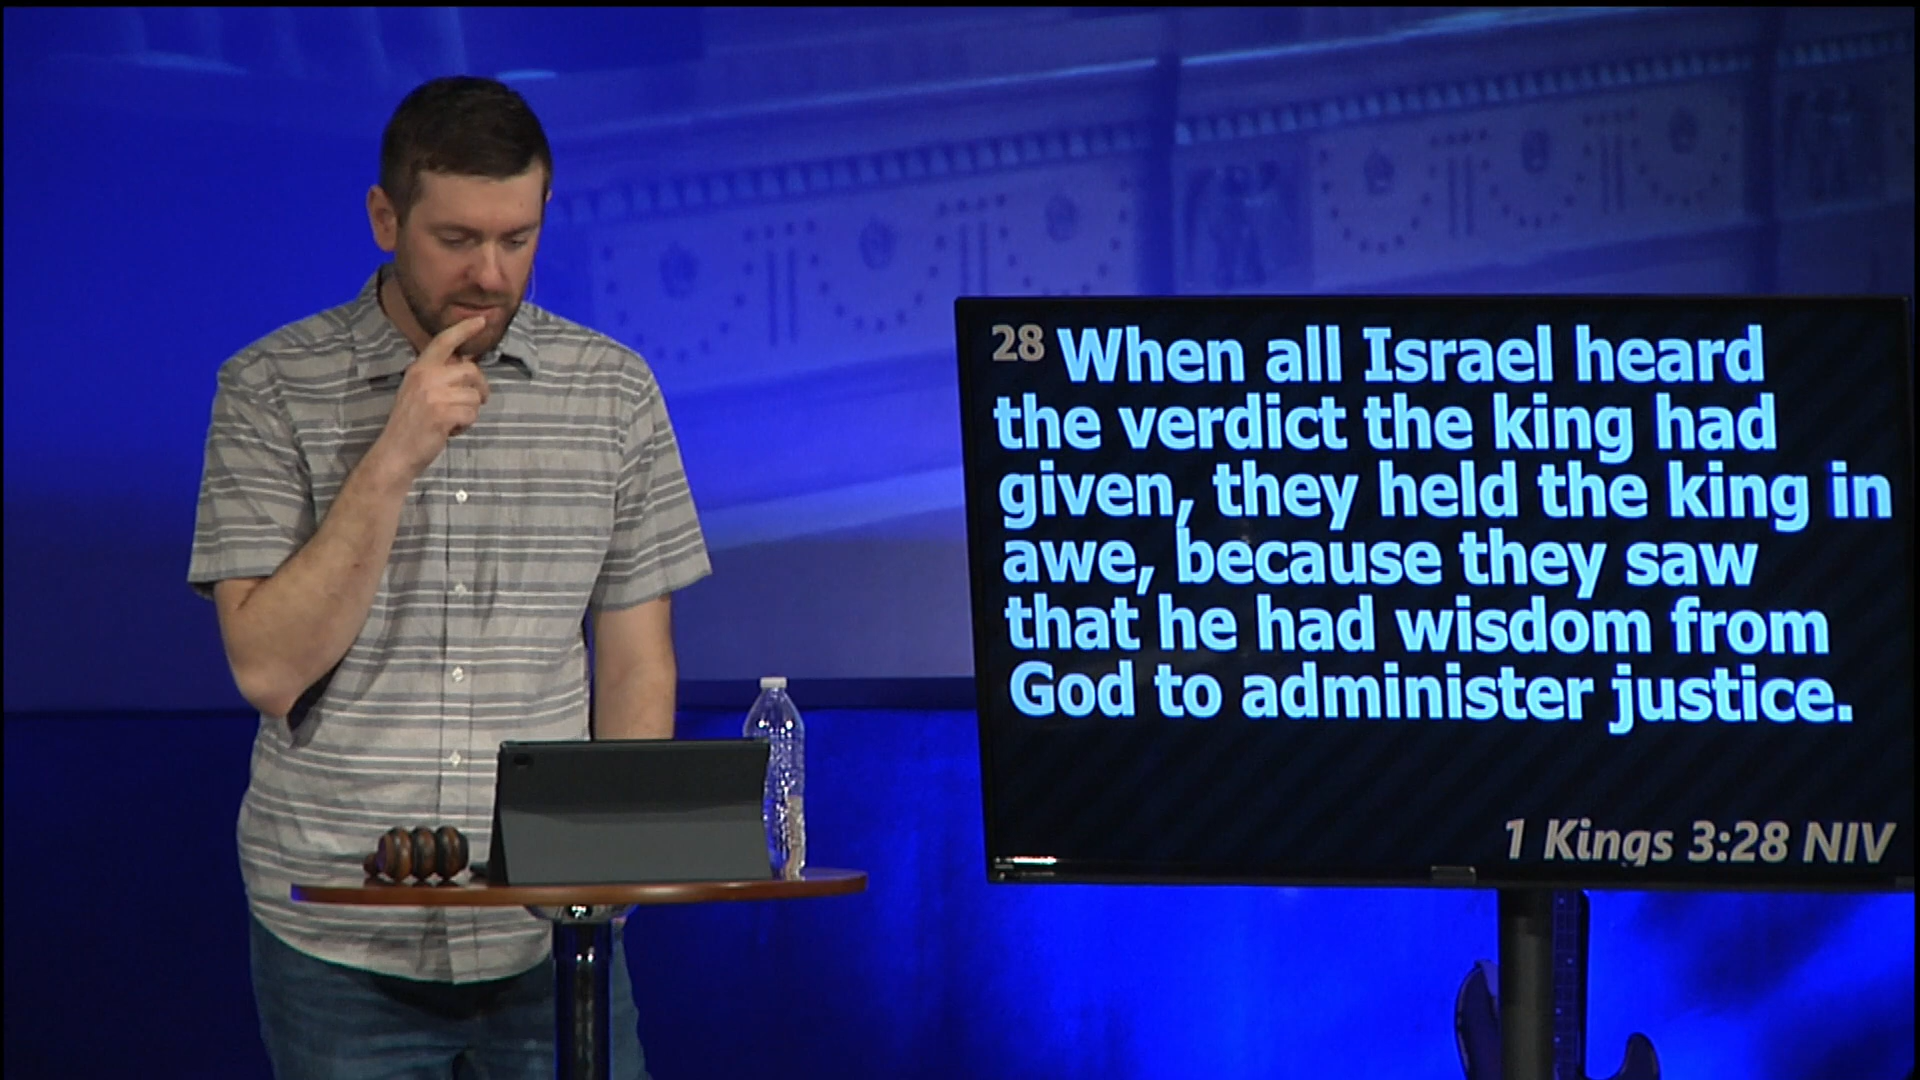 28 When all Israel heard
the verdict the king had
given, they held the king in
awe, because they saw
that he had wisdom from
God to administer justice.
1 Kings 3:28 NIV